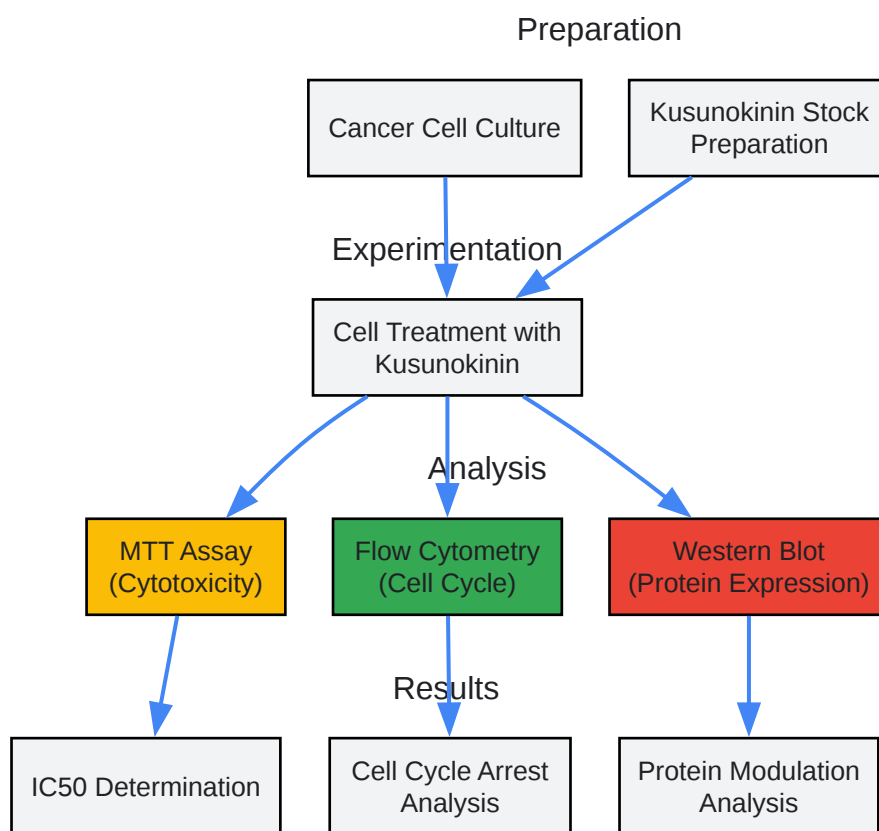 Preparation
Cancer Cell Culture
Kusunokinin Stock
Preparation
Experimentation
Cell Treatment with
Kusunokinin
Analysis
MTT Assay
(Cytotoxicity)
Flow Cytometry
(Cell Cycle)
Western Blot
(Protein Expression)
Results
IC50 Determination
Cell Cycle Arrest
Analysis
Protein Modulation
Analysis